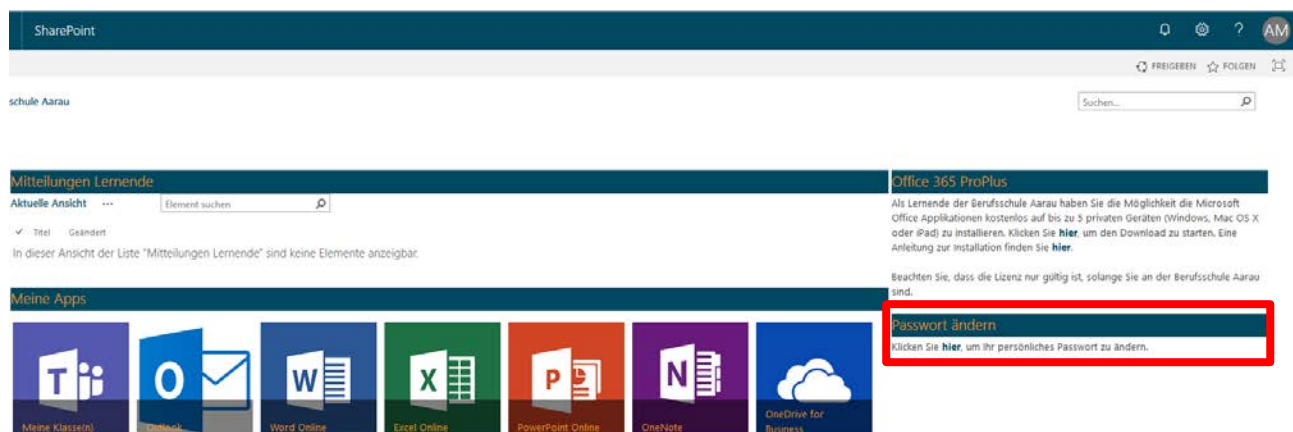 SharePoint
?
AM
FREIGEBEN FOLGEN
schule Aarau
Suchen...
Mitteilungen Lernende
Aktuelle Ansicht ...
Element suchen
✓ Titel Geändert
In dieser Ansicht der Liste "Mitteilungen Lernende" sind keine Elemente anzeigbar.
Office 365 ProPlus
Als Lernende der Berufsschule Aarau haben Sie die Möglichkeit die Microsoft
Office Applikationen kostenlos auf bis zu 5 privaten Geräten (Windows, Mac OS X
oder iPad) zu installieren. Klicken Sie hier, um den Download zu starten. Eine
Anleitung zur Installation finden Sie hier.
Beachten Sie, dass die Lizenz nur gültig ist, solange Sie an der Berufsschule Aarau
sind.
Passwort ändern
Klicken Sie hier, um Ihr persönliches Passwort zu ändern.
Meine Apps
T
O
W
X
P
N
Meine Klasse(n)
Outlook
Word Online
Excel Online
PowerPoint Online
OneNote
OneDrive for
Business